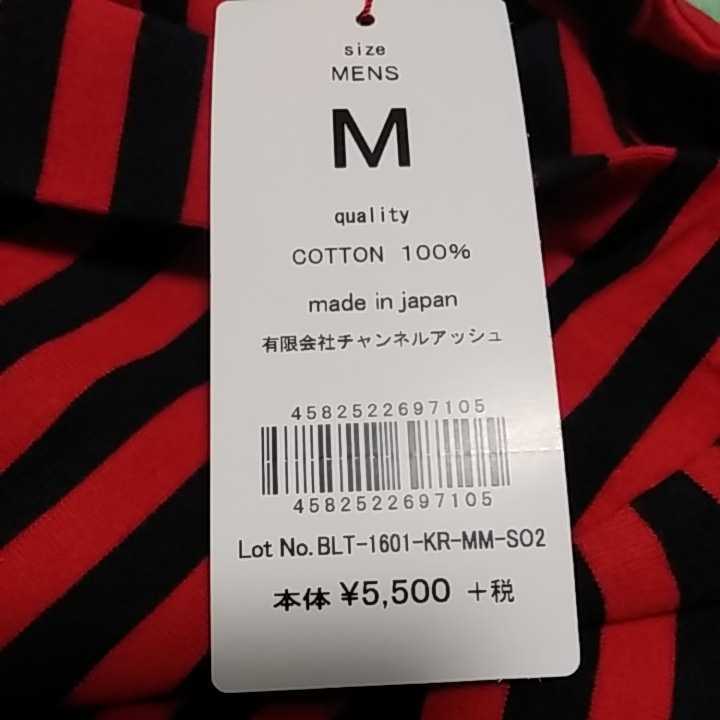 size
MENS
M
quality
COTTON 100%
made in japan
有限会社チャンネルアッシュ
4582522697105
4582522697105
Lot No. BLT-1601-KR-MM-S02
本体 ¥5,500 +税